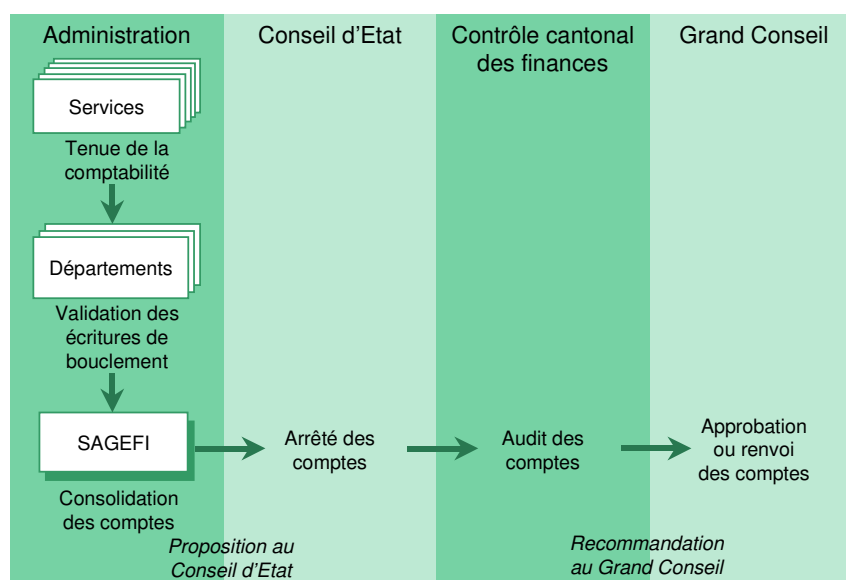 Administration
Conseil d'Etat
Contrôle cantonal
des finances
Grand Conseil
Services
Tenue de la
comptabilité
Départements
Validation des
écritures de
bouclement
SAGEFI
Consolidation
des comptes
Arrêté des
comptes
Audit des
comptes
Approbation
ou renvoi
des comptes
Proposition au
Conseil d'Etat
Recommandation
au Grand Conseil